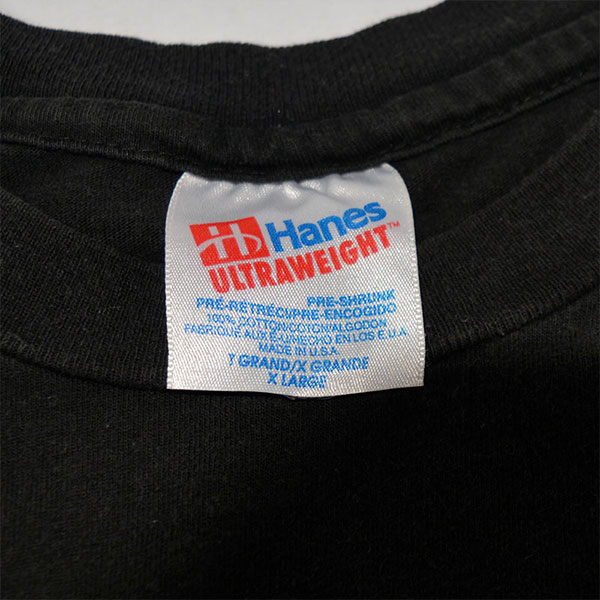 Hanes
ULTRAWEIGHT™
PRE-SHRUNK
PRÉ-RÉTRÉCI/PRE-ENCOGIDO
100% COTTON/COTON/ALGODON
FABRIQUÉ AUX É.U./HECHO EN LOS E.U.A.
MADE IN U.S.A.
T GRAND/X GRANDE
X LARGE